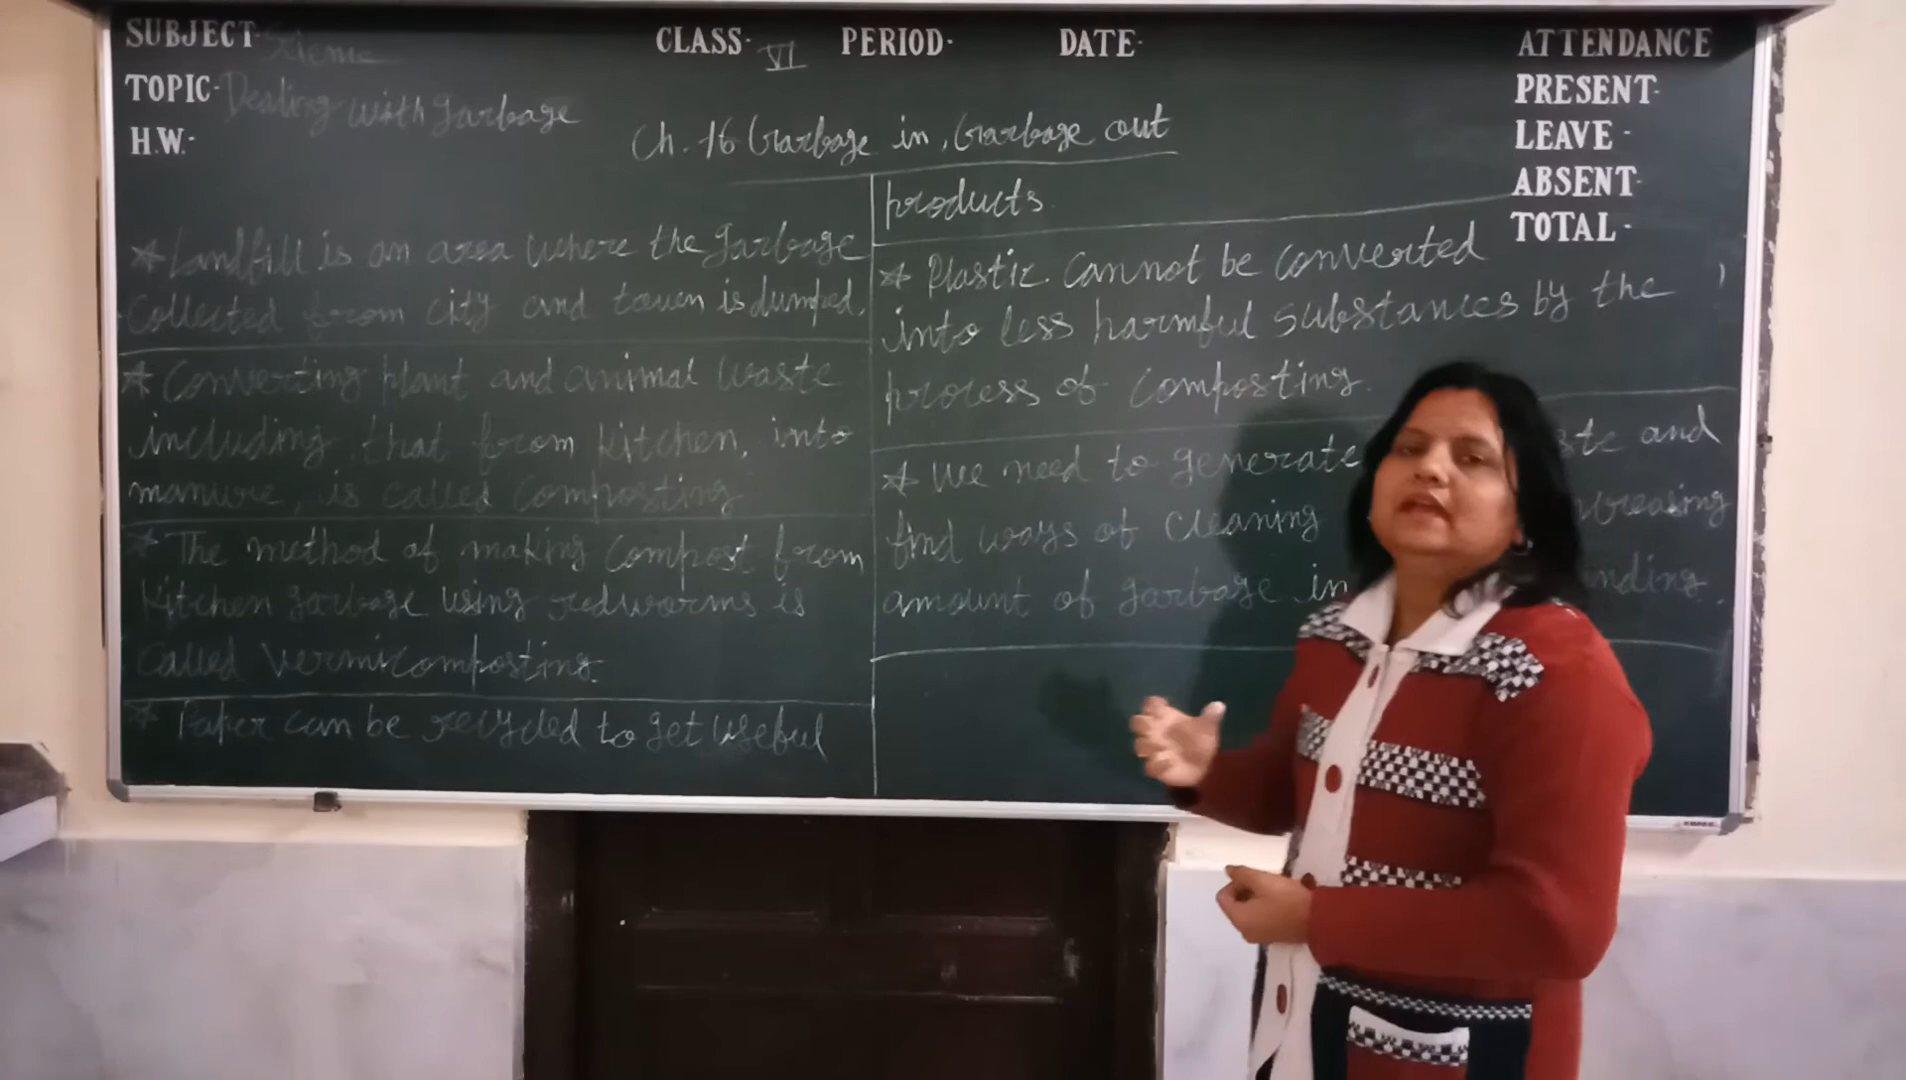 SUBJECT- Science
CLASS- VI
PERIOD-
DATE-
ATTENDANCE
TOPIC- Dealing with garbage
PRESENT-
H.W.-
LEAVE -
ABSENT-
TOTAL-
Ch. 16 Garbage in, Garbage out
* Landfill is an area where the garbage
collected from city and town is dumped.
* Converting plant and animal waste
including that from kitchen, into
manure, is called composting
* The method of making compost from
kitchen garbage using redworms is
called vermicomposting.
* Paper can be recycled to get useful
products.
* Plastic cannot be converted
into less harmful substances by the
process of composting.
* We need to generate and
find ways of cleaning
amount of garbage in